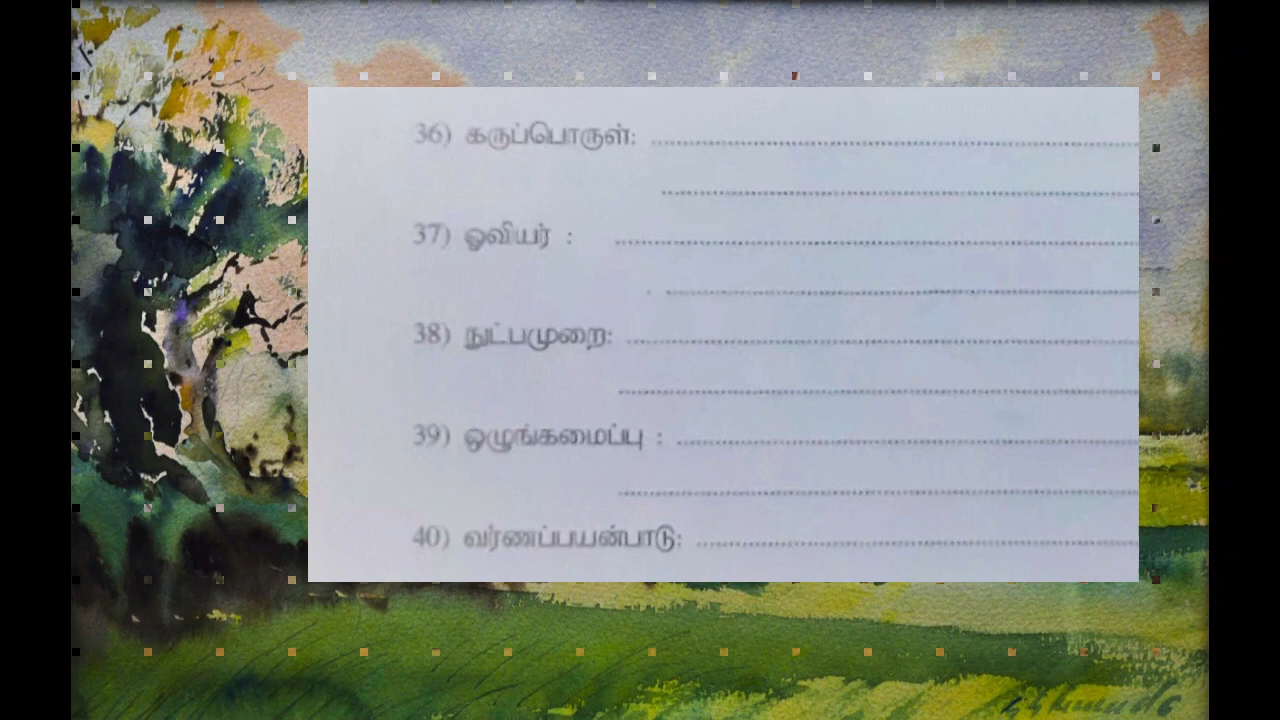 36) கருப்பொருள்: ........................................................
........................................................
37) ஓவியர் : ........................................................
........................................................
38) நுட்பமுறை: ........................................................
........................................................
39) ஒழுங்கமைப்பு : ........................................................
........................................................
40) வர்ணப்பயன்பாடு: ........................................................